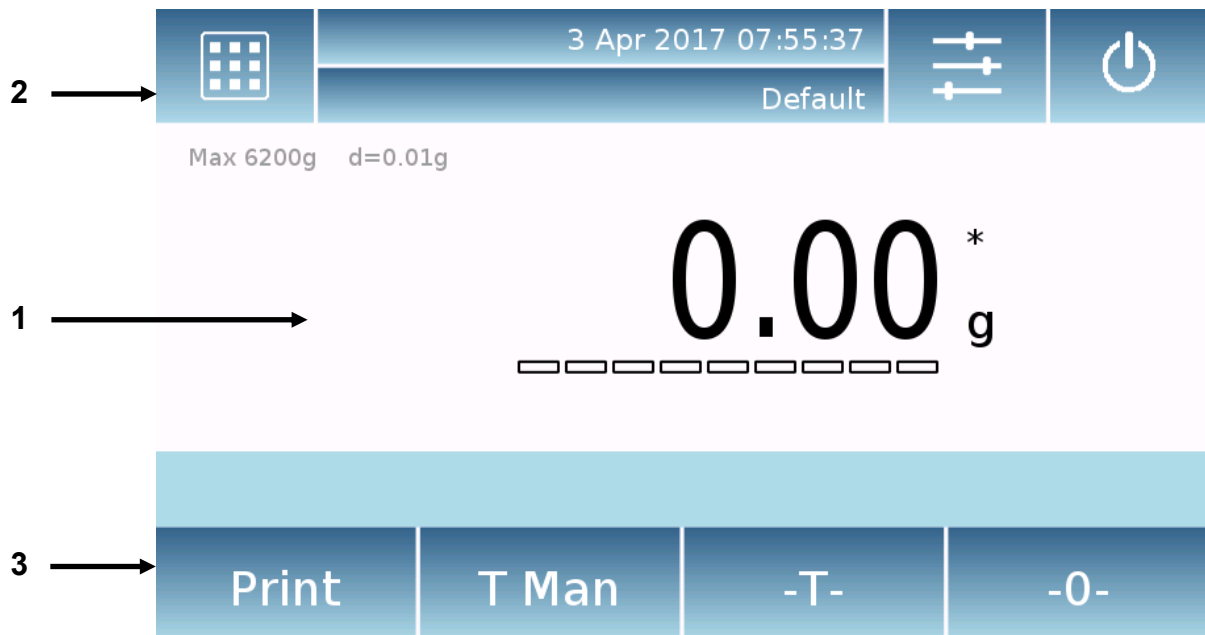 3 Apr 2017 07:55:37
2
Default
Max 6200g d=0.01g
0.00 *
1
g
3
Print T Man -T- -0-